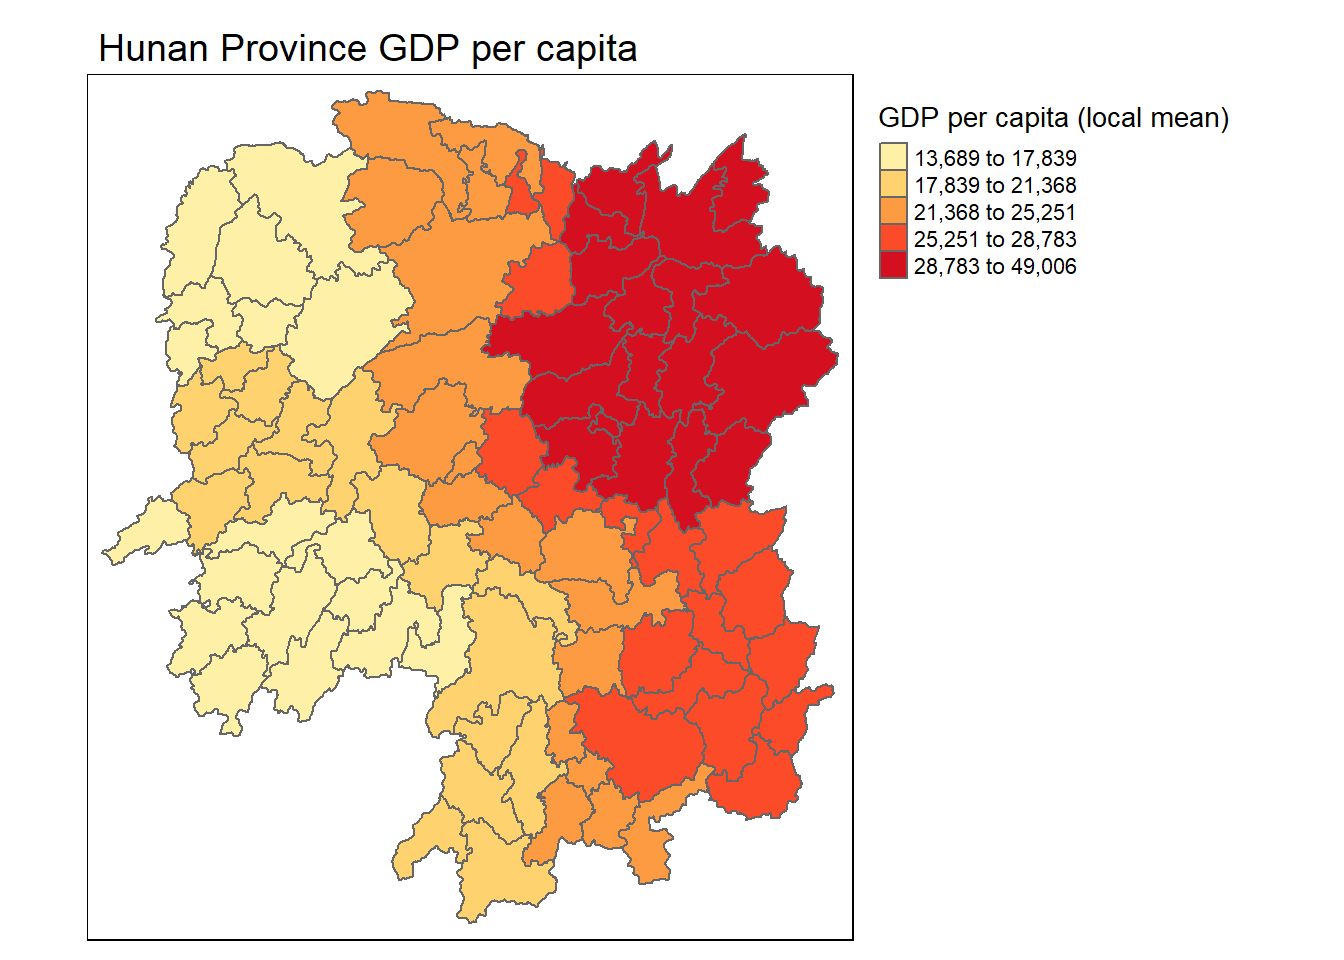 Hunan Province GDP per capita
GDP per capita (local mean)
13,689 to 17,839
17,839 to 21,368
21,368 to 25,251
25,251 to 28,783
28,783 to 49,006